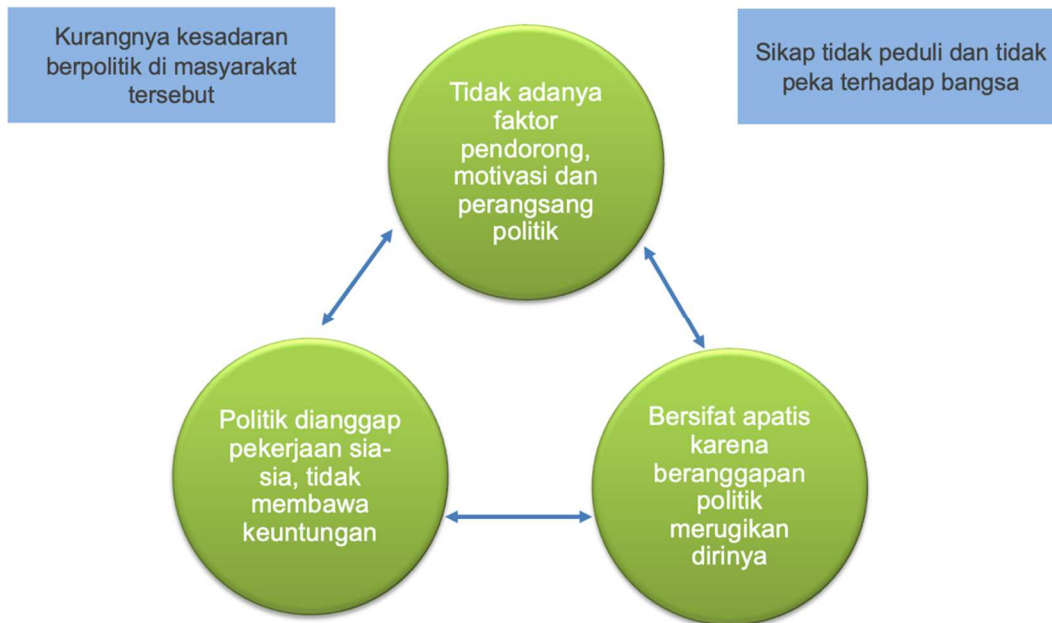 Kurangnya kesadaran
berpolitik di masyarakat
tersebut
Sikap tidak peduli dan tidak
peka terhadap bangsa
Tidak adanya
faktor
pendorong,
motivasi dan
perangsang
politik
Politik dianggap
pekerjaan sia-
sia, tidak
membawa
keuntungan
Bersifat apatis
karena
beranggapan
politik
merugikan
dirinya